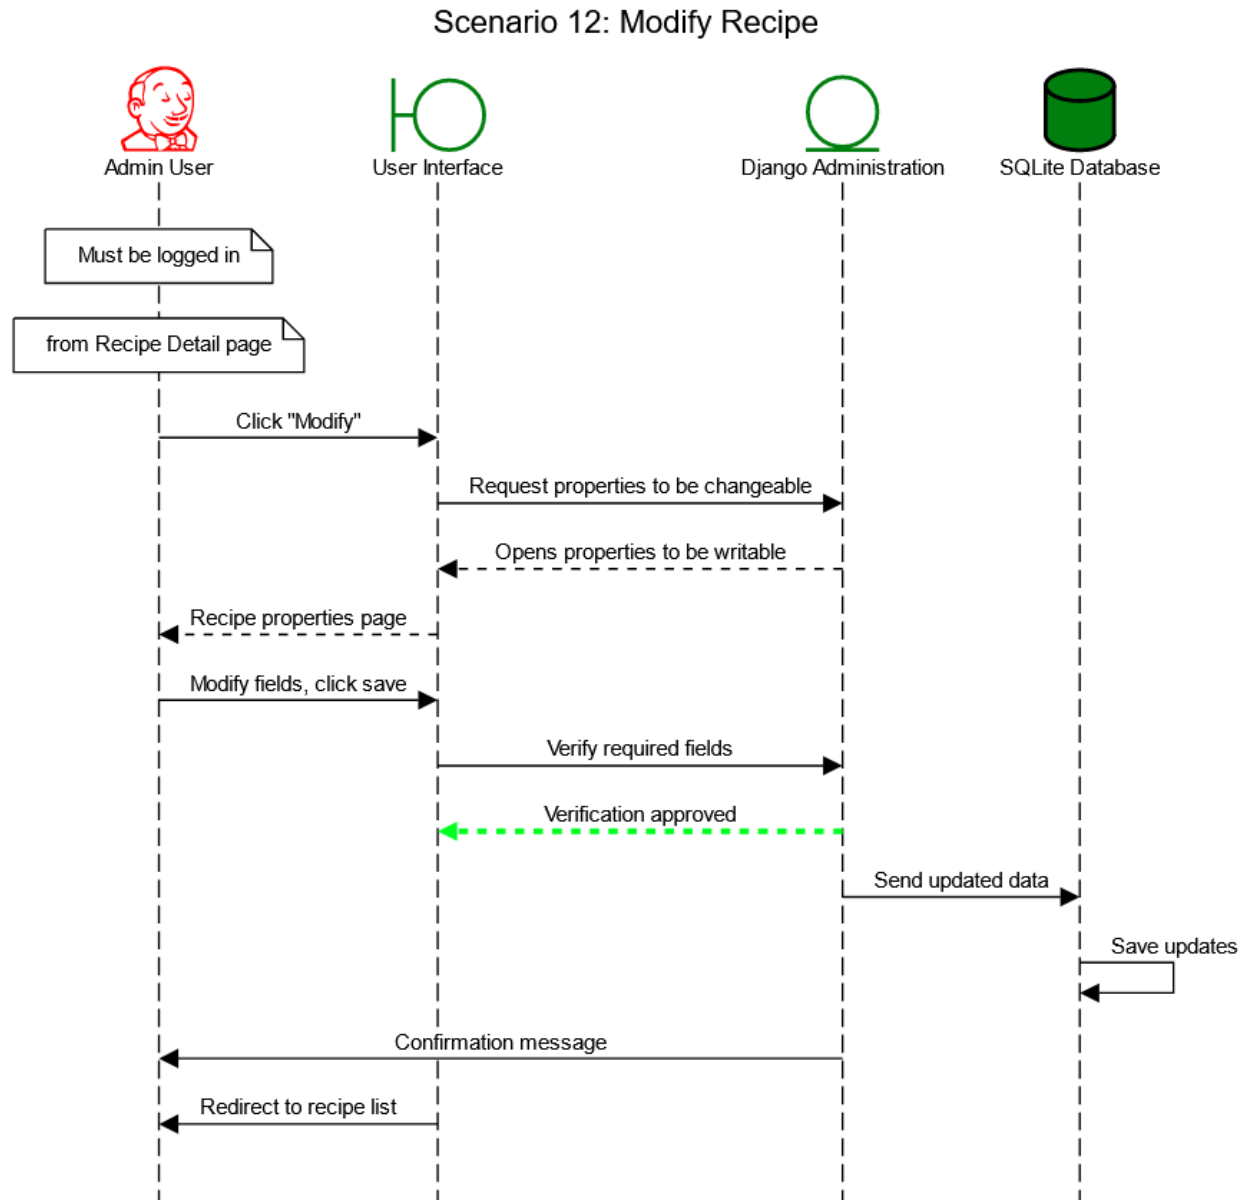 Scenario 12: Modify Recipe
Admin User
User Interface
Django Administration
SQLite Database
Must be logged in
from Recipe Detail page
Click "Modify"
Request properties to be changeable
Opens properties to be writable
Recipe properties page
Modify fields, click save
Verify required fields
Verification approved
Send updated data
Save updates
Confirmation message
Redirect to recipe list